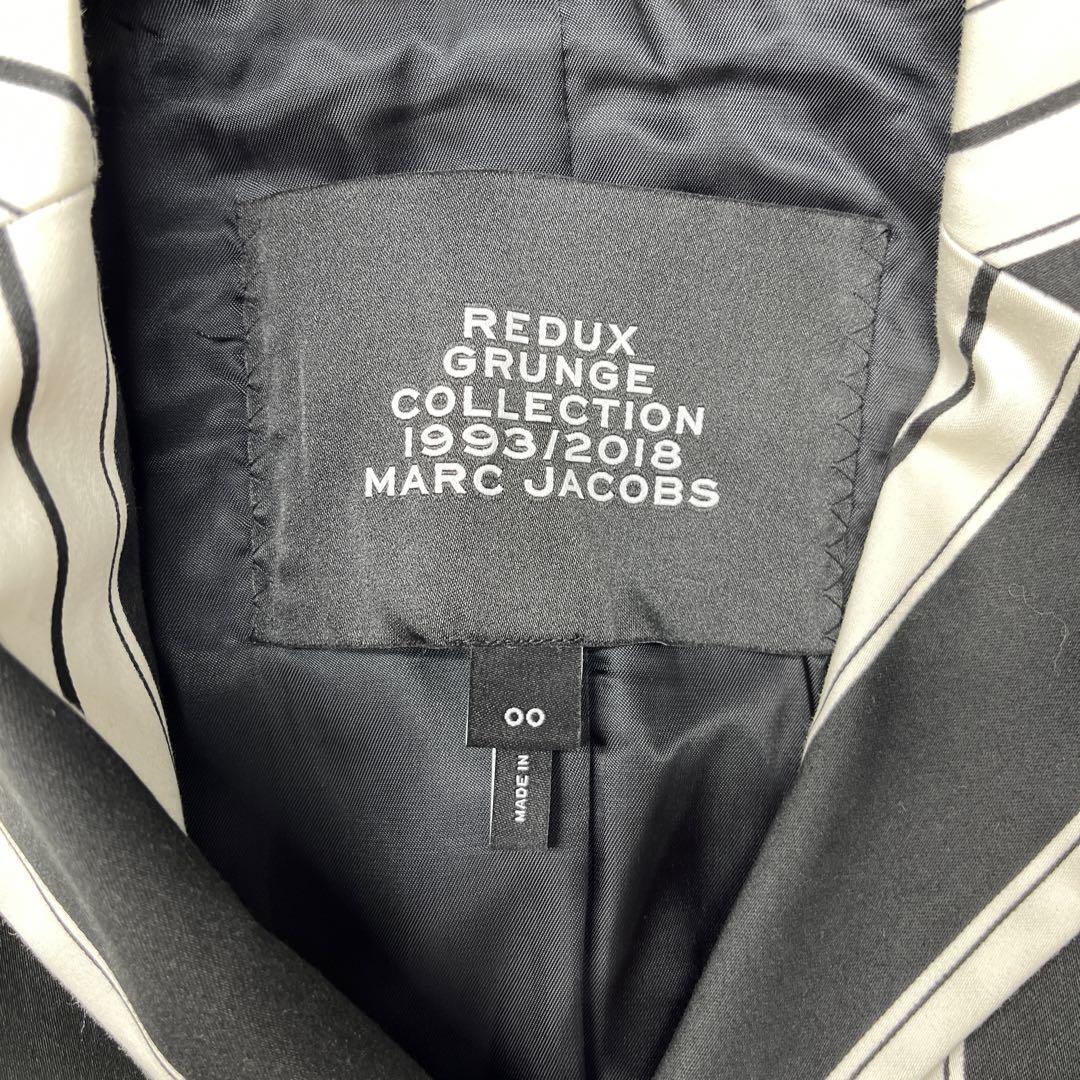 REDUX
GRUNGE
COLLECTION
1993/2018
MARC JACOBS
00
MADE IN